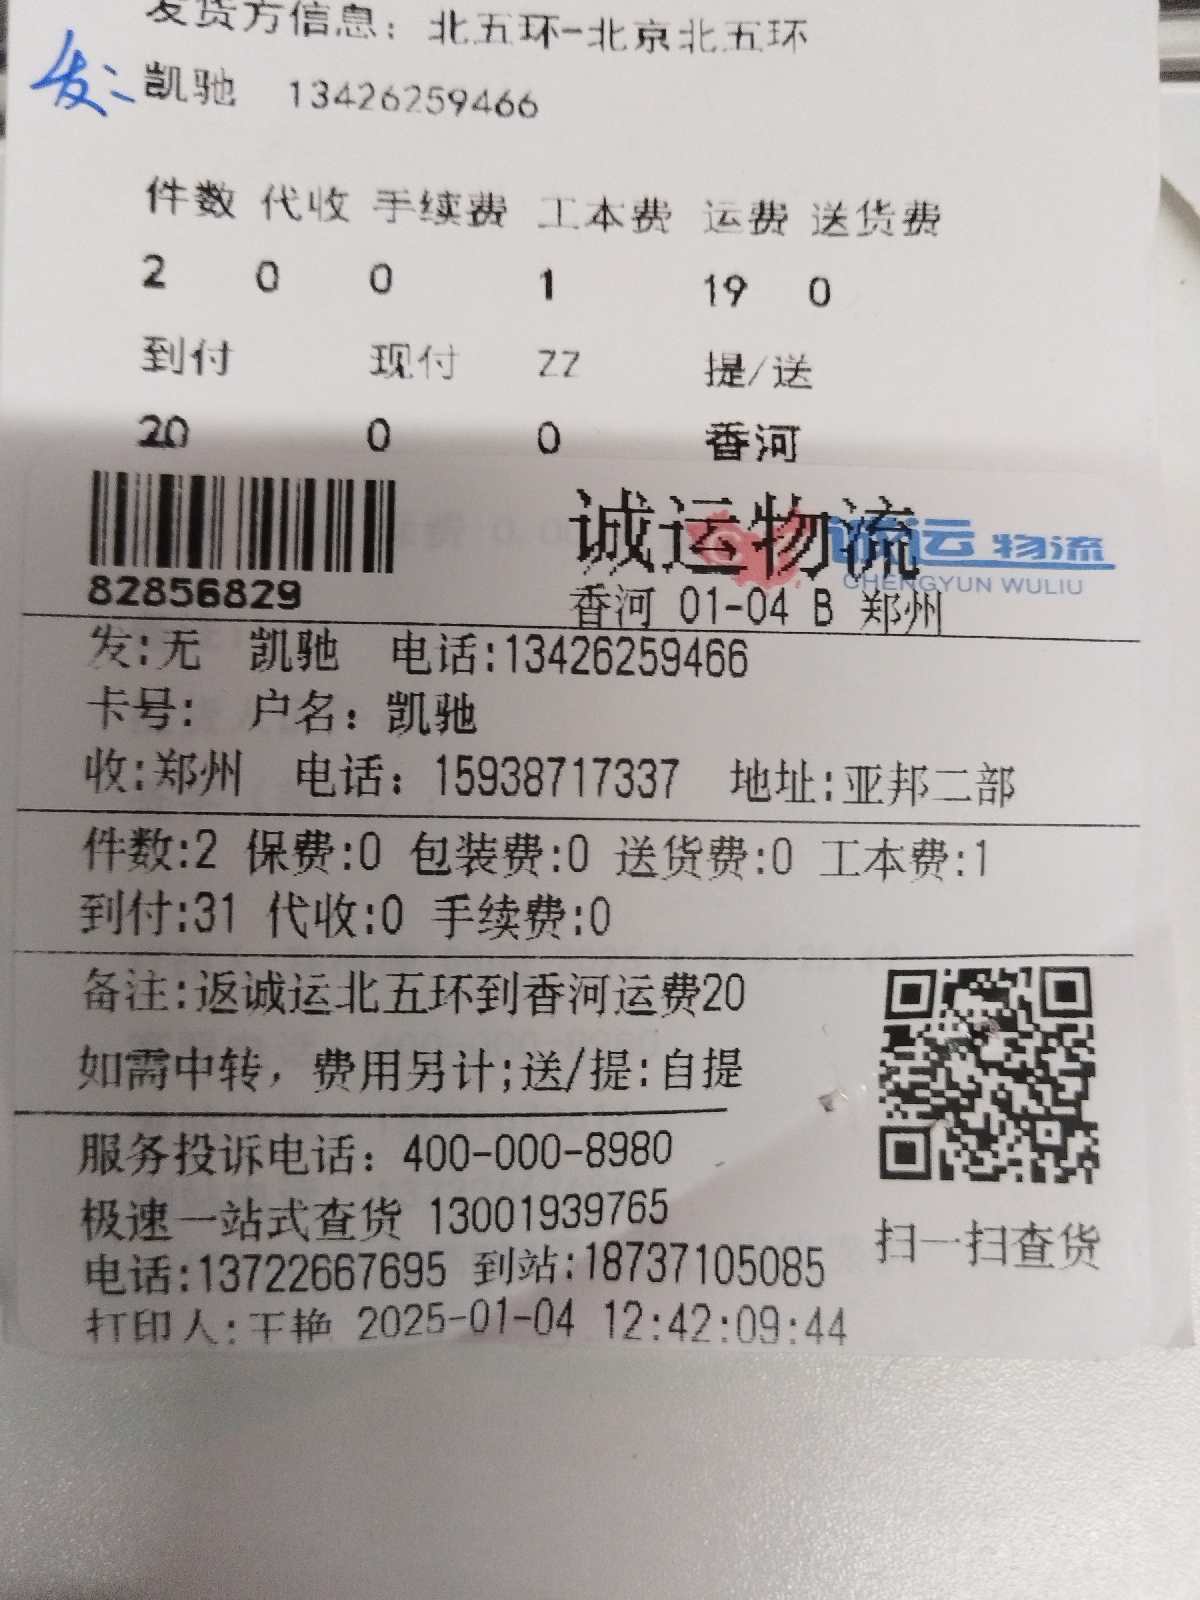 发货方信息：北五环-北京北五环
发：凯驰 13426259466
件数 代收 手续费 工本费 运费 送货费
2 0 0 1 19 0
到付 现付 ZZ 提/送
20 0 0 香河
诚运物流
诚运物流
CHENGYUN WULIU
82856829
香河 01-04 B 郑州
发:无 凯驰 电话:13426259466
卡号: 户名：凯驰
收:郑州 电话：15938717337 地址:亚邦二部
件数:2 保费:0 包装费:0 送货费:0 工本费:1
到付:31 代收:0 手续费:0
备注:返诚运北五环到香河运费20
如需中转，费用另计;送/提:自提
服务投诉电话：400-000-8980
极速一站式查货 13001939765
扫一扫查货
电话:13722667695 到站:18737105085
打印人:王艳 2025-01-04 12:42:09:44